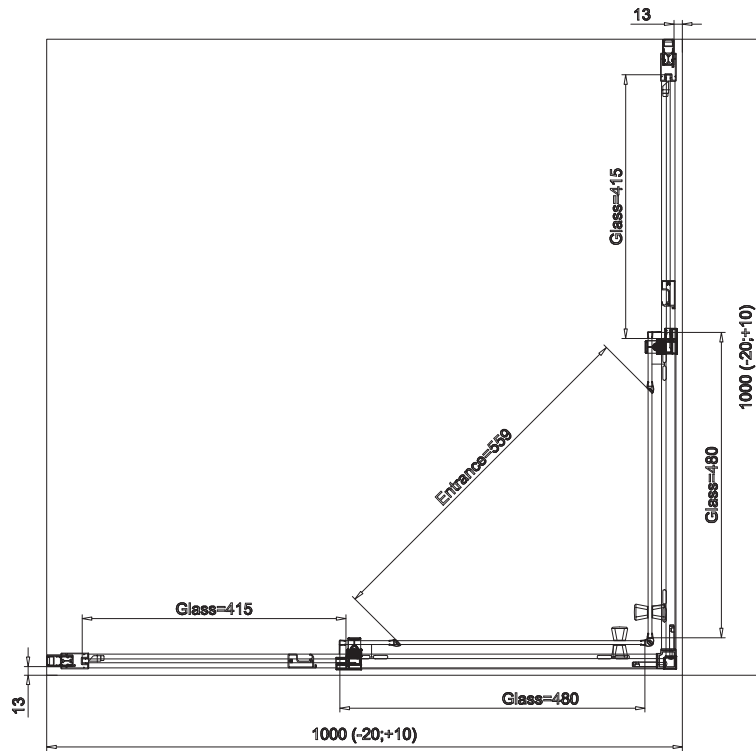 13
Glass=415
1000 (-20;+10)
Entrance=559
Glass=480
Glass=415
13
Glass=480
1000 (-20;+10)